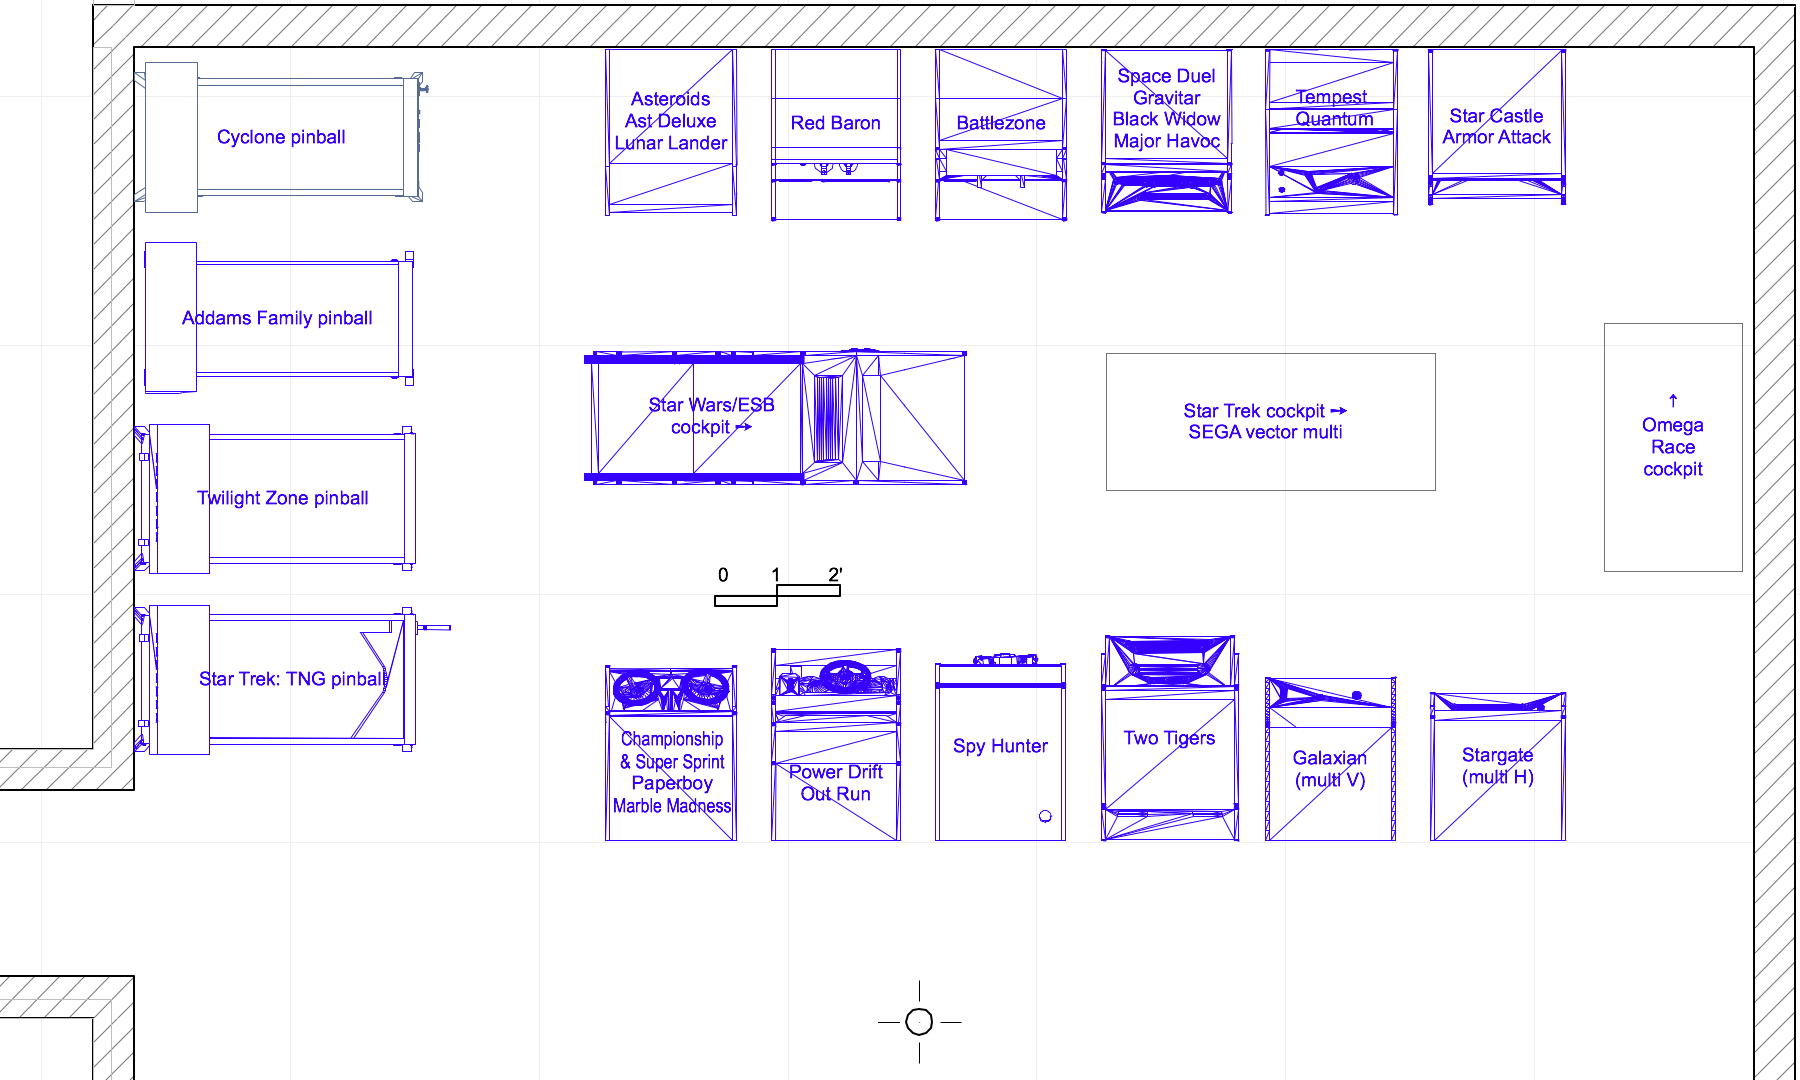 Cyclone pinball
Asteroids
Ast Deluxe
Lunar Lander
Red Baron
Battlezone
Space Duel
Gravitar
Black Widow
Major Havoc
Tempest
Quantum
Star Castle
Armor Attack
Addams Family pinball
Star Wars/ESB
cockpit →
Star Trek cockpit →
SEGA vector multi
↑
Omega
Race
cockpit
Twilight Zone pinball
0 1 2'
Star Trek: TNG pinball
Championship
& Super Sprint
Paperboy
Marble Madness
Power Drift
Out Run
Spy Hunter
Two Tigers
Galaxian
(multi V)
Stargate
(multi H)